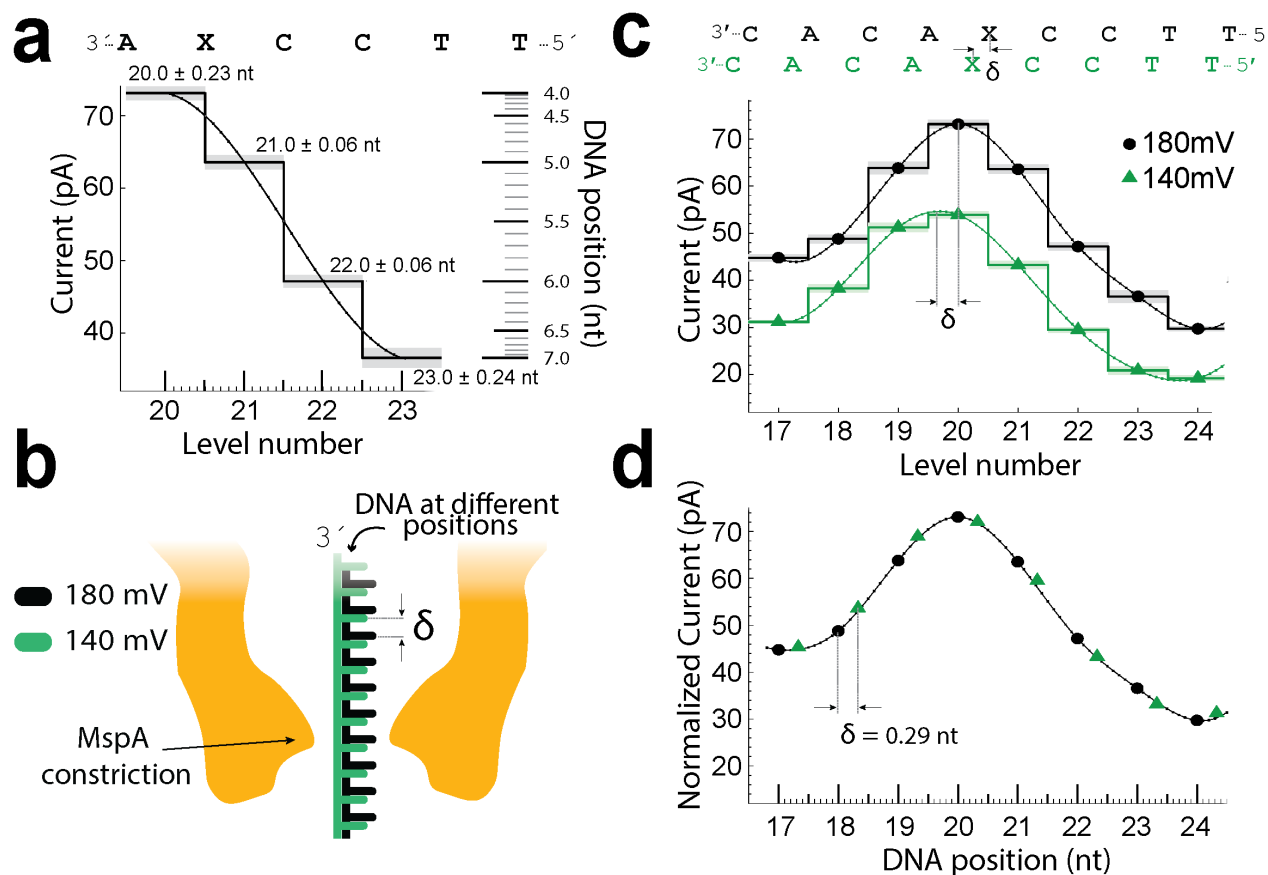 a
3´ A X C C T T 5´
20.0 ± 0.23 nt
21.0 ± 0.06 nt
22.0 ± 0.06 nt
23.0 ± 0.24 nt
Current (pA)
70
60
50
40
20 21 22 23
Level number
4.0
4.5
5.0
5.5
6.0
6.5
7.0
DNA position (nt)
b
DNA at different
positions
3´
180 mV
140 mV
δ
MspA
constriction
c
3' C A C A X C C T T 5
3' C A C A X C C T T 5'
δ
180mV
140mV
Current (pA)
70
60
50
40
30
20
δ
17 18 19 20 21 22 23 24
Level number
d
Normalized Current (pA)
70
60
50
40
30
20
δ = 0.29 nt
17 18 19 20 21 22 23 24
DNA position (nt)